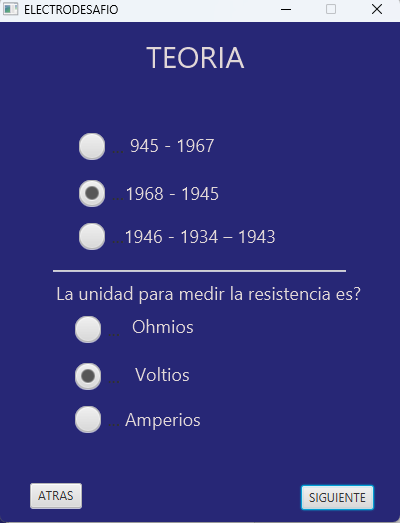 ELECTRODESAFIO
TEORIA
945 - 1967
1968 - 1945
1946 - 1934 – 1943
La unidad para medir la resistencia es?
Ohmios
Voltios
Amperios
ATRAS
SIGUIENTE